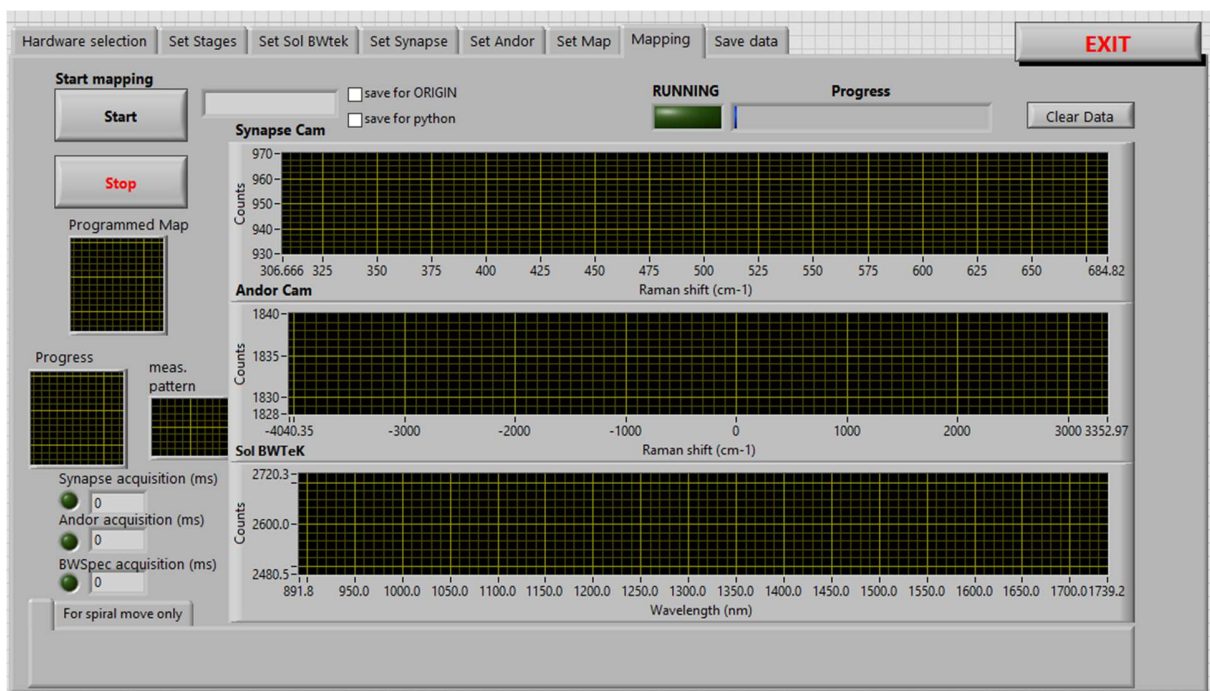 Hardware selection Set Stages Set Sol BWtek Set Synapse Set Andor Set Map Mapping Save data EXIT
Start mapping
Start
save for ORIGIN
save for python
RUNNING
Progress
Clear Data
Stop
Programmed Map
Progress
meas.
pattern
Synapse acquisition (ms)
0
Andor acquisition (ms)
0
BWSpec acquisition (ms)
0
For spiral move only
Synapse Cam
Counts
970
960
950
940
930
306.666 325 350 375 400 425 450 475 500 525 550 575 600 625 650 684.82
Raman shift (cm-1)
Andor Cam
Counts
1840
1835
1830
1828
-4040.35 -3000 -2000 -1000 0 1000 2000 3000 3352.97
Raman shift (cm-1)
Sol BWTeK
Counts
2720.3
2600.0
2480.5
891.8 950.0 1000.0 1050.0 1100.0 1150.0 1200.0 1250.0 1300.0 1350.0 1400.0 1450.0 1500.0 1550.0 1600.0 1650.0 1700.0 1739.2
Wavelength (nm)